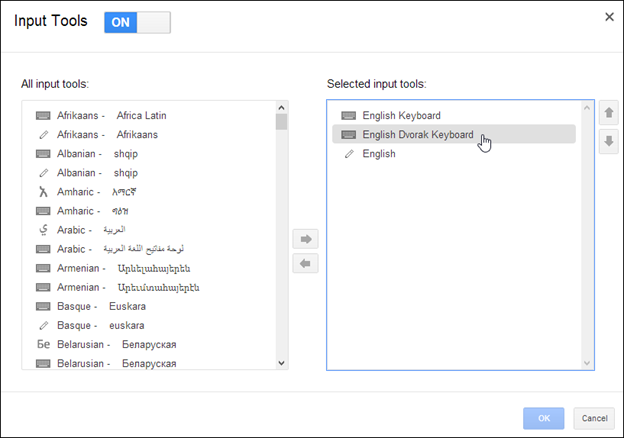 Input Tools ON
All input tools:
Afrikaans - Africa Latin
Afrikaans - Afrikaans
Albanian - shqip
Albanian - shqip
Amharic - አማርኛ
Amharic - ግዕዝ
ي Arabic - العربية
Arabic - لوحة مفاتيح اللغة العربية
Armenian - Արևելահայերեն
Armenian - Արեւմտահայերէն
Basque - Euskara
Basque - euskara
Бе Belarusian - Беларуская
Belarusian - Беларуская
Selected input tools:
English Keyboard
English Dvorak Keyboard
English
OK Cancel